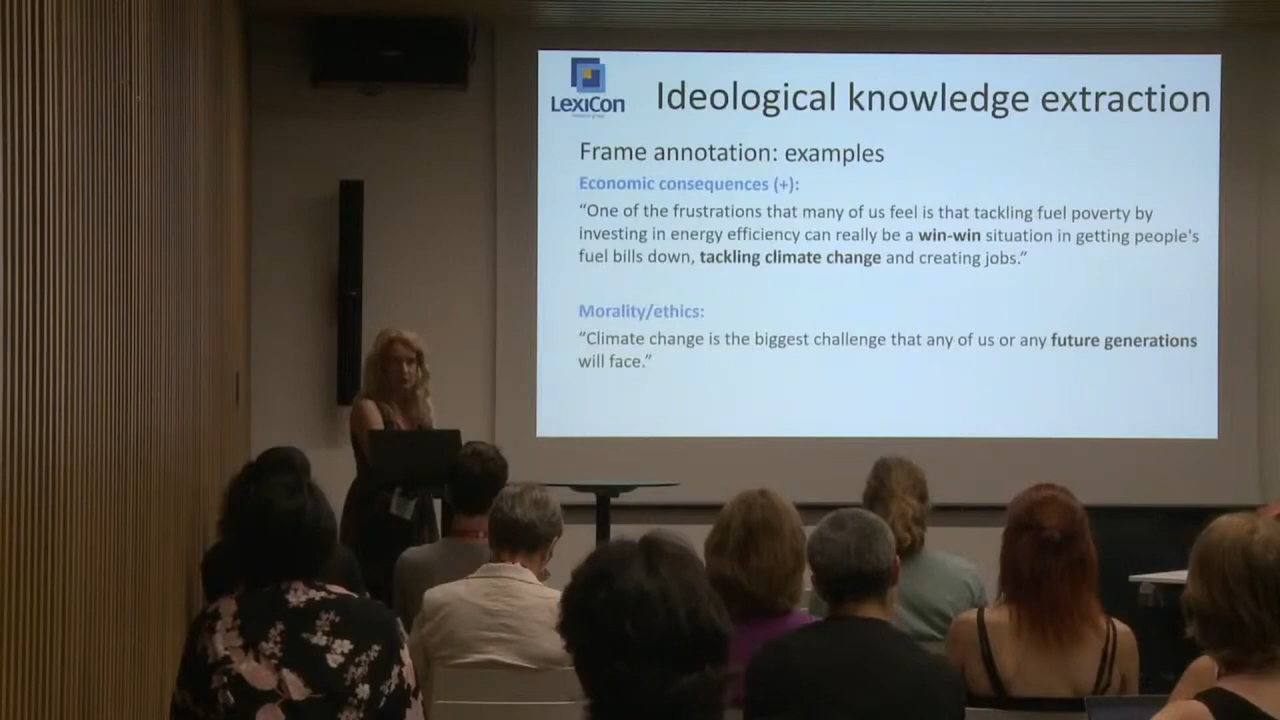 LexiCon
Ideological knowledge extraction
Frame annotation: examples
Economic consequences (+):
“One of the frustrations that many of us feel is that tackling fuel poverty by
investing in energy efficiency can really be a win-win situation in getting people's
fuel bills down, tackling climate change and creating jobs.”
Morality/ethics:
“Climate change is the biggest challenge that any of us or any future generations
will face.”